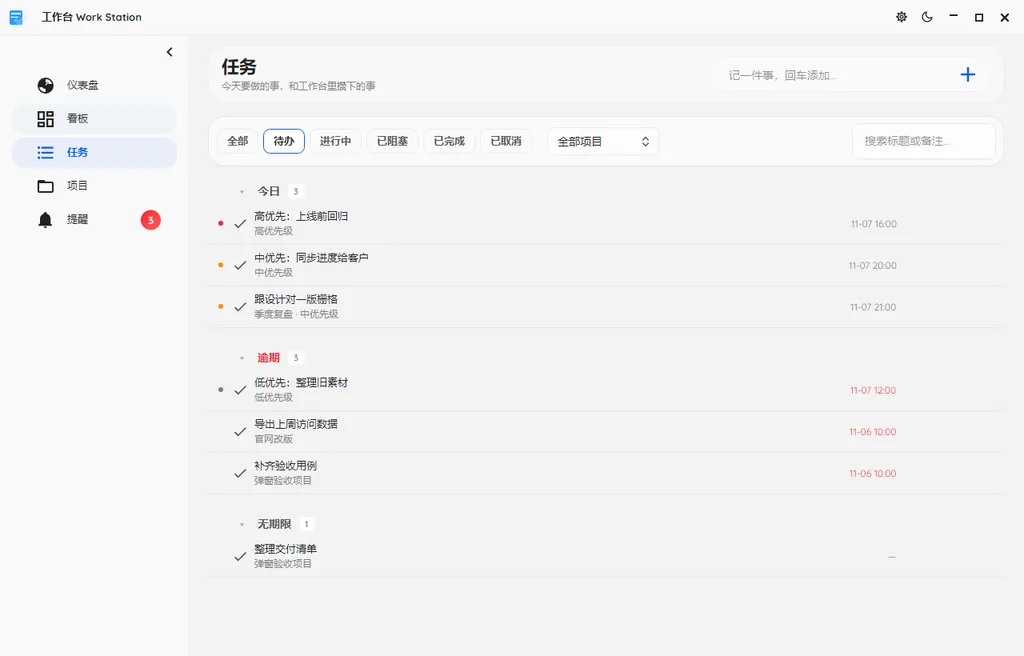 工作台 Work Station
仪表盘
看板
任务
项目
提醒
3
任务
今天要做的事，和工作台里攒下的事
记一件事，回车添加...
全部
待办
进行中
已阻塞
已完成
已取消
全部项目
搜索标题或备注...
今日 3
高优先：上线前回归
高优先级
11-07 16:00
中优先：同步进度给客户
中优先级
11-07 20:00
跟设计对一版栅格
季度复盘 · 中优先级
11-07 21:00
逾期 3
低优先：整理旧素材
低优先级
11-07 12:00
导出上周访问数据
官网改版
11-06 10:00
补齐验收用例
弹窗验收项目
11-06 10:00
无期限 1
整理交付清单
弹窗验收项目
—